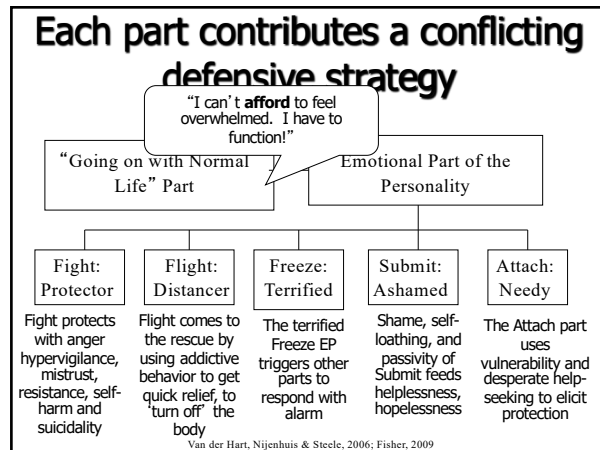 Each part contributes a conflicting
defensive strategy
“I can’t afford to feel
overwhelmed. I have to
function!”
“Going on with Normal
Life” Part
Emotional Part of the
Personality
Fight:
Protector
Flight:
Distancer
Freeze:
Terrified
Submit:
Ashamed
Attach:
Needy
Fight protects
with anger
hypervigilance,
mistrust,
resistance, self-
harm and
suicidality
Flight comes to
the rescue by
using addictive
behavior to get
quick relief, to
‘turn off’ the
body
The terrified
Freeze EP
triggers other
parts to
respond with
alarm
Shame, self-
loathing, and
passivity of
Submit feeds
helplessness,
hopelessness
The Attach part
uses
vulnerability and
desperate help-
seeking to elicit
protection
Van der Hart, Nijenhuis & Steele, 2006; Fisher, 2009